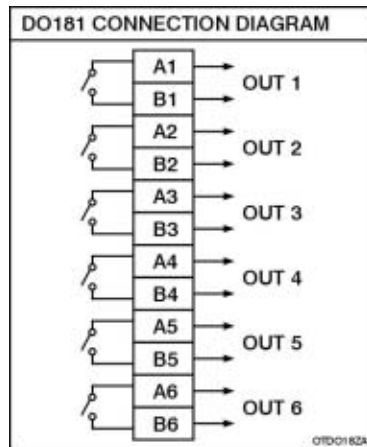 DO181 CONNECTION DIAGRAM
A1
OUT 1
B1
A2
OUT 2
B2
A3
OUT 3
B3
A4
OUT 4
B4
A5
OUT 5
B5
A6
OUT 6
B6